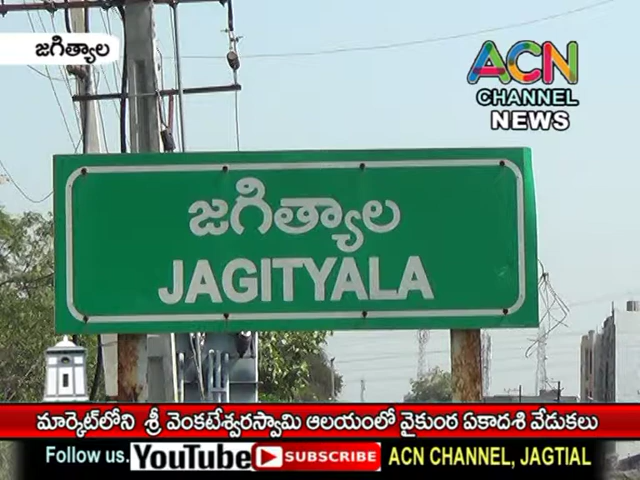 జగిత్యాల
ACN
CHANNEL
NEWS
జగిత్యాల
JAGITYALA
మార్కెట్‌లోని శ్రీ వెంకటేశ్వరస్వామి ఆలయంలో వైకుంఠ ఏకాదశి వేడుకలు
Follow us. YouTube SUBSCRIBE ACN CHANNEL, JAGTIAL